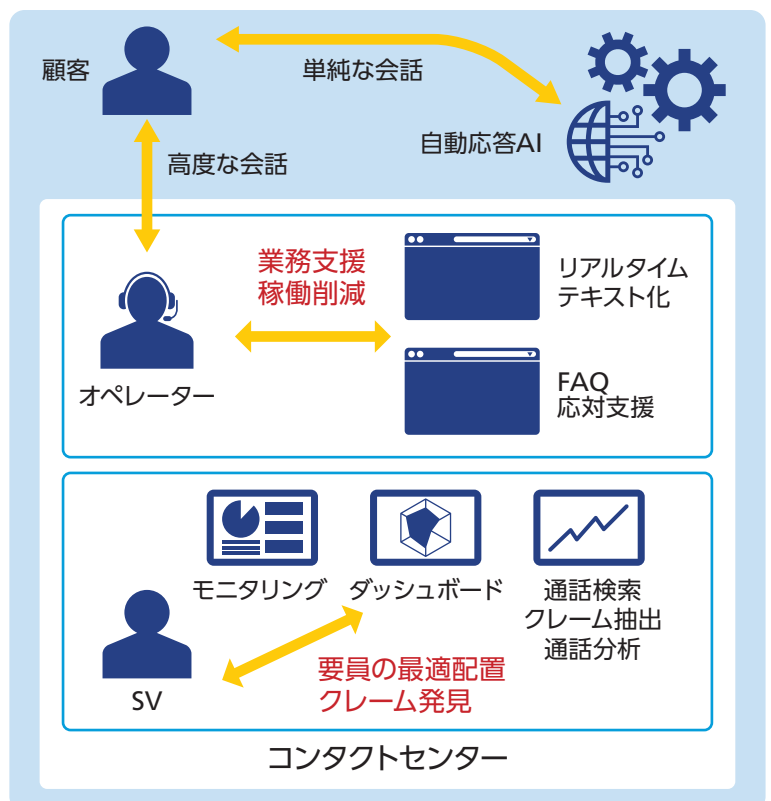 顧客
単純な会話
自動応答AI
高度な会話
業務支援
稼働削減
リアルタイム
テキスト化
オペレーター
FAQ
応対支援
モニタリング
ダッシュボード
通話検索
クレーム抽出
通話分析
SV
要員の最適配置
クレーム発見
コンタクトセンター